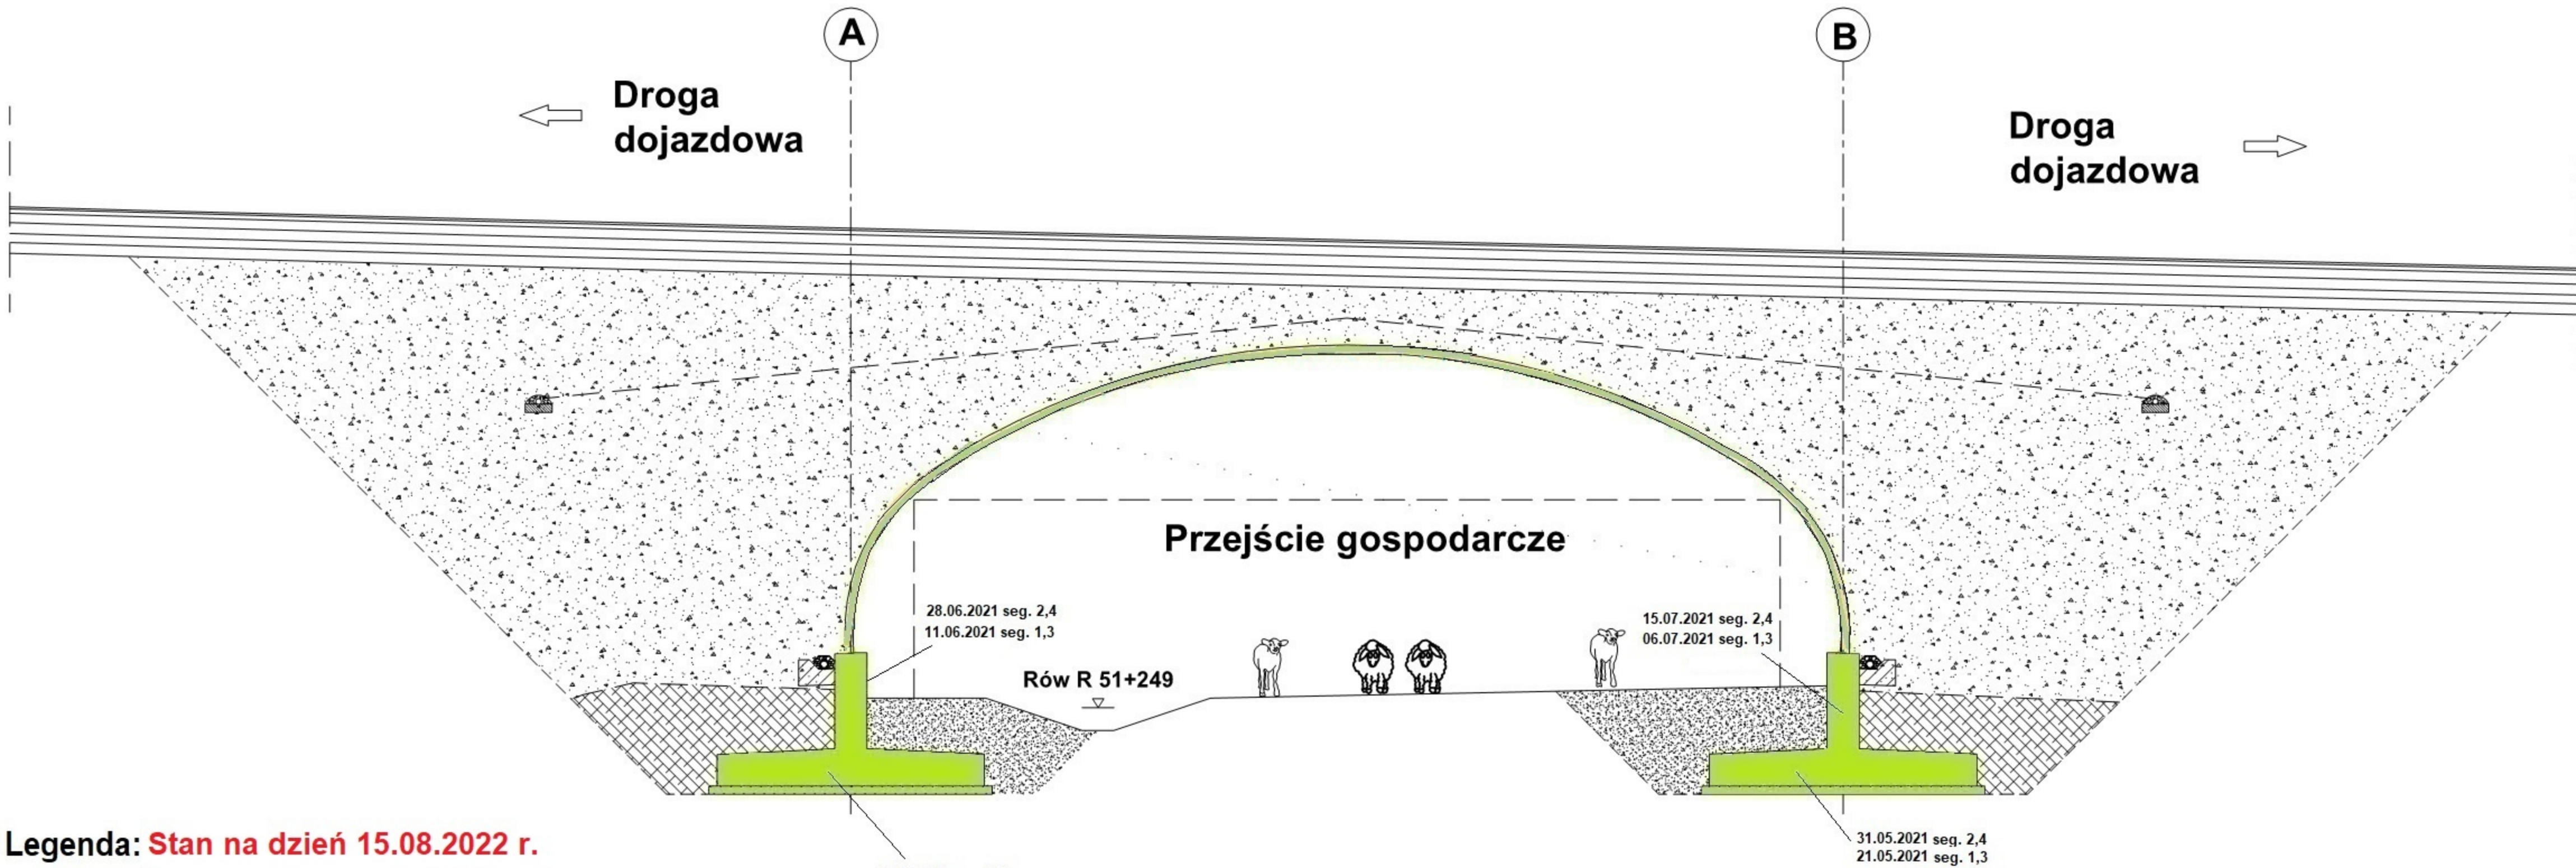 A
B
Droga
dojazdowa
Droga
dojazdowa
Przejście gospodarcze
28.06.2021 seg. 2,4
11.06.2021 seg. 1,3
15.07.2021 seg. 2,4
06.07.2021 seg. 1,3
Rów R 51+249
Legenda: Stan na dzień 15.08.2022 r.
31.05.2021 seg. 2,4
21.05.2021 seg. 1,3